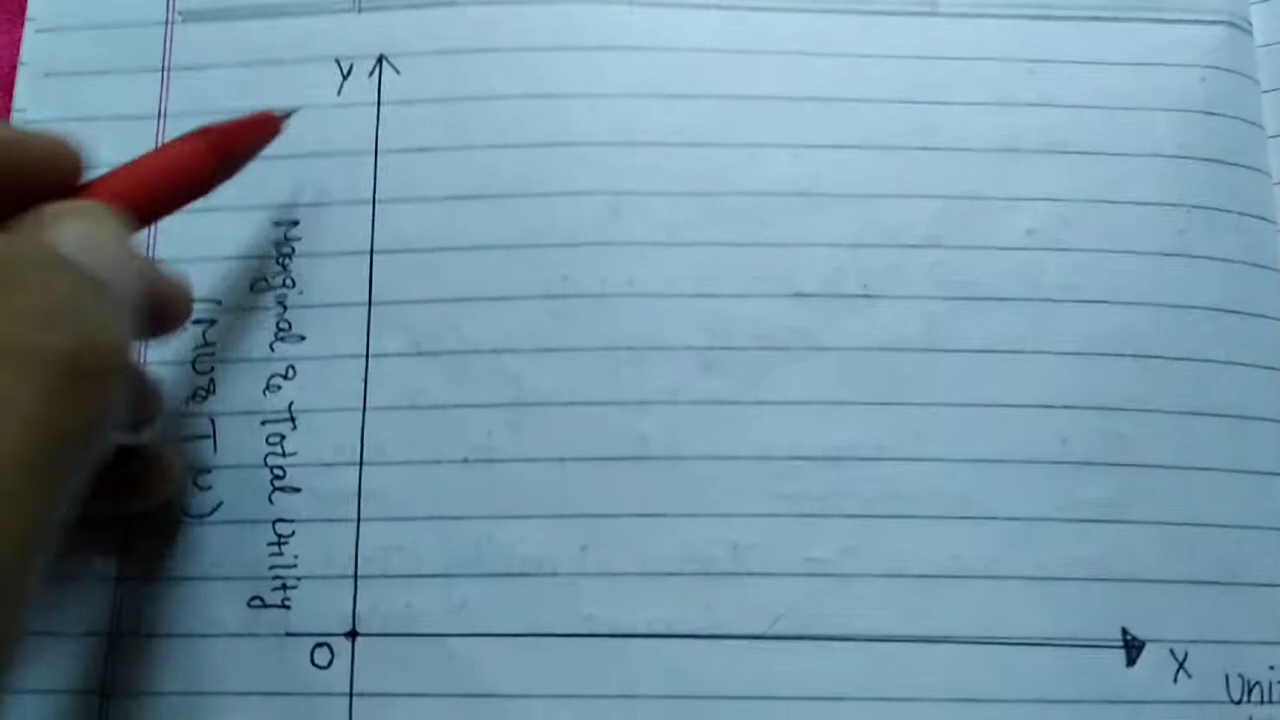 Y
Marginal & Total Utility
(MU & TU)
O
X
Uni